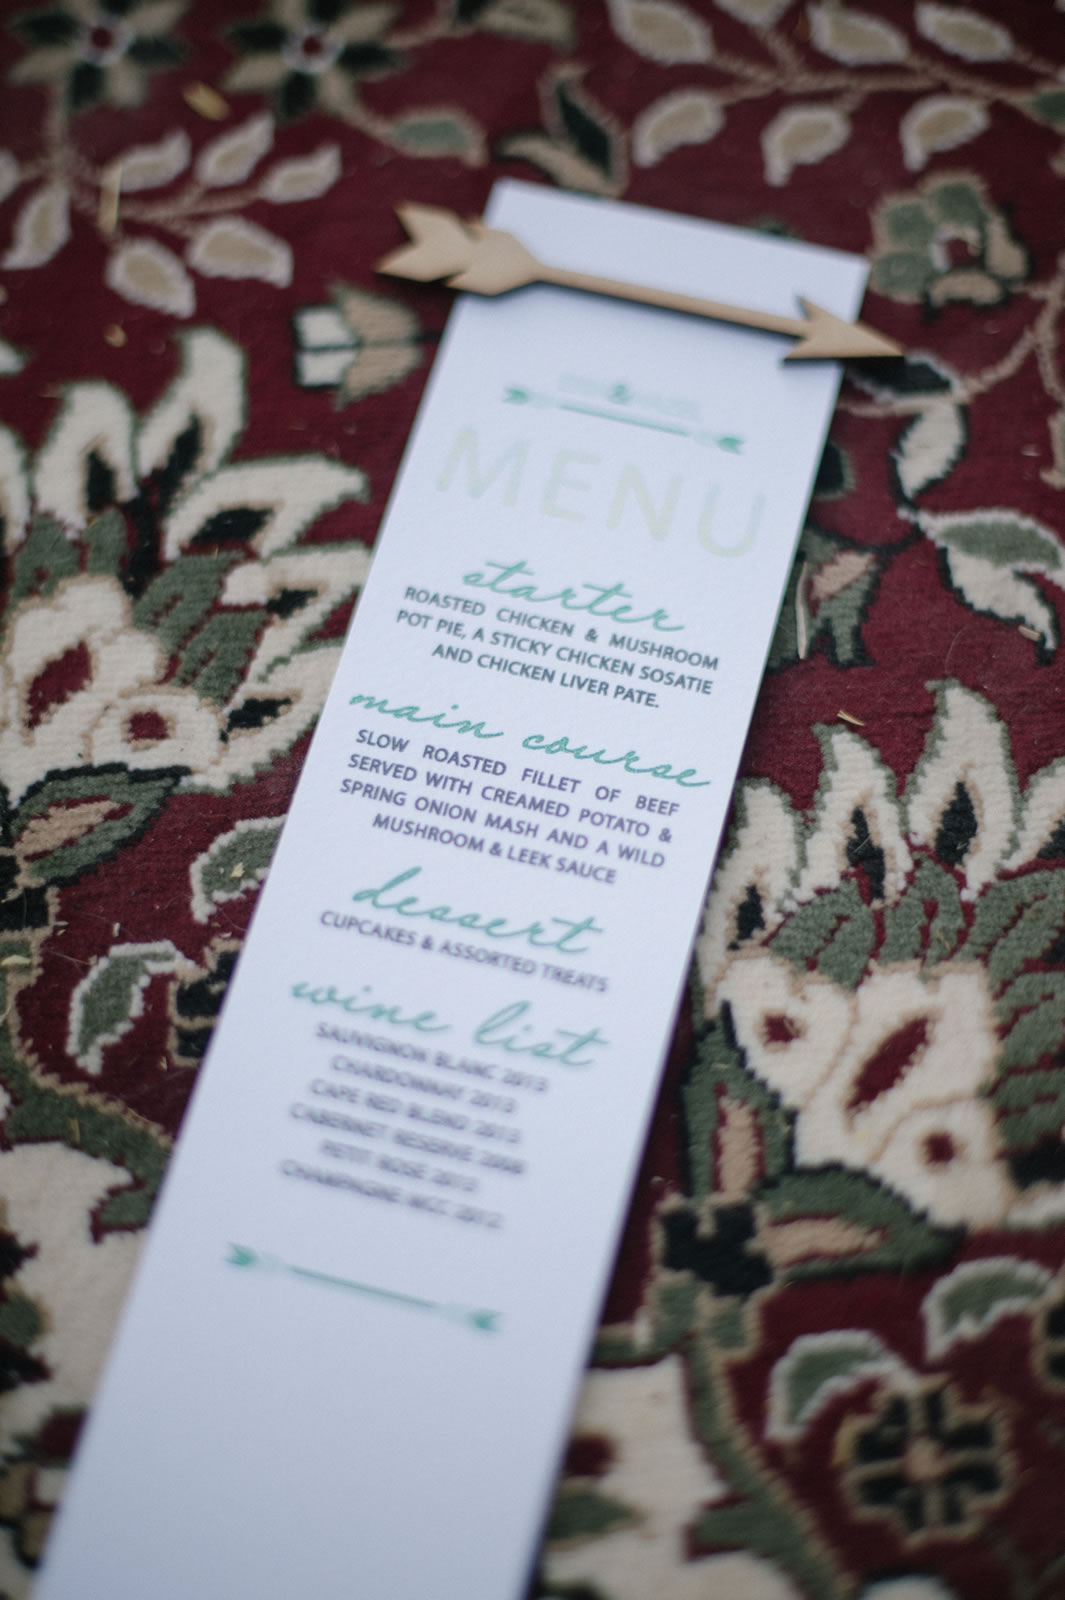 &
MENU
starter
ROASTED CHICKEN & MUSHROOM
POT PIE, A STICKY CHICKEN SOSATIE
AND CHICKEN LIVER PATE.
main course
SLOW ROASTED FILLET OF BEEF
SERVED WITH CREAMED POTATO &
SPRING ONION MASH AND A WILD
MUSHROOM & LEEK SAUCE
dessert
CUPCAKES & ASSORTED TREATS
wine list
SAUVIGNON BLANC 2013
CHARDONNAY 2013
CAPE RED BLEND 2013
CABERNET RESERVE
PETIT ROSE 2013
CHAMPAGNE MCC 2012